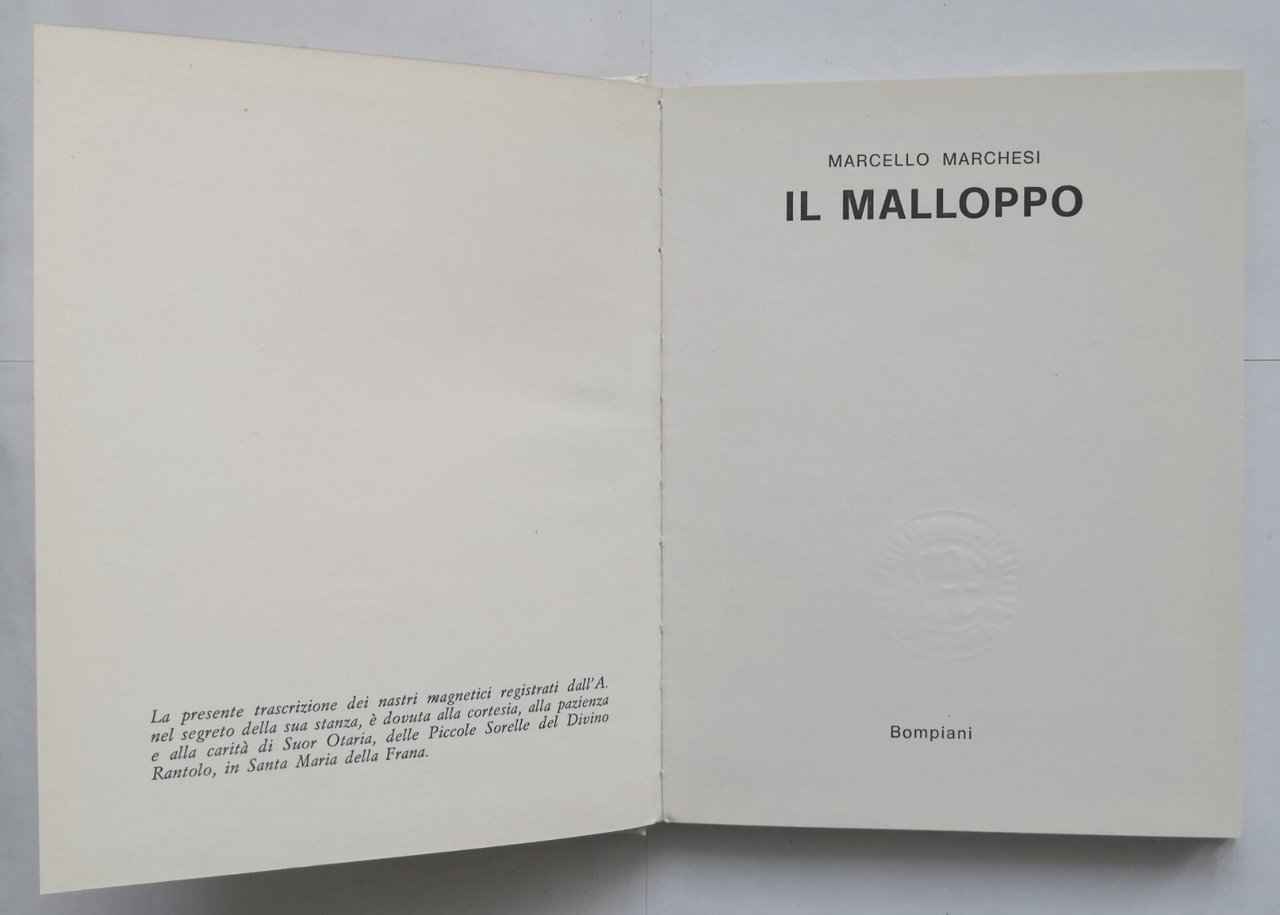 La presente trascrizione dei nastri magnetici registrati dall'A.
nel segreto della sua stanza, è dovuta alla cortesia, alla pazienza
e alla carità di Suor Otaria, delle Piccole Sorelle del Divino
Rantolo, in Santa Maria della Frana.
MARCELLO MARCHESI
IL MALLOPPO
Bompiani